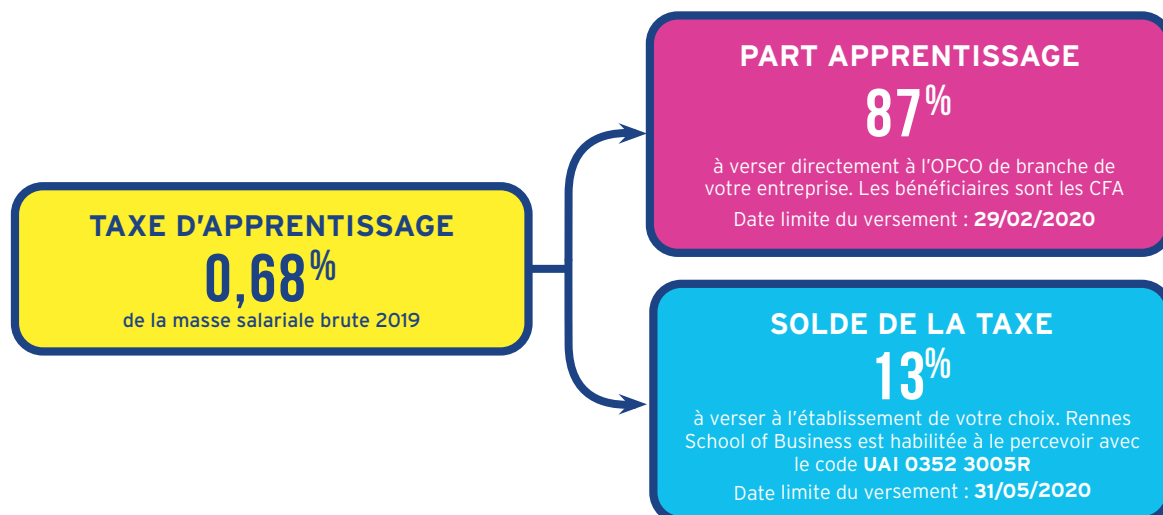 TAXE D'APPRENTISSAGE
0,68%
de la masse salariale brute 2019
PART APPRENTISSAGE
87%
à verser directement à l'OPCO de branche de
votre entreprise. Les bénéficiaires sont les CFA
Date limite du versement : 29/02/2020
SOLDE DE LA TAXE
13%
à verser à l'établissement de votre choix. Rennes
School of Business est habilitée à le percevoir avec
le code UAI 0352 3005R
Date limite du versement : 31/05/2020